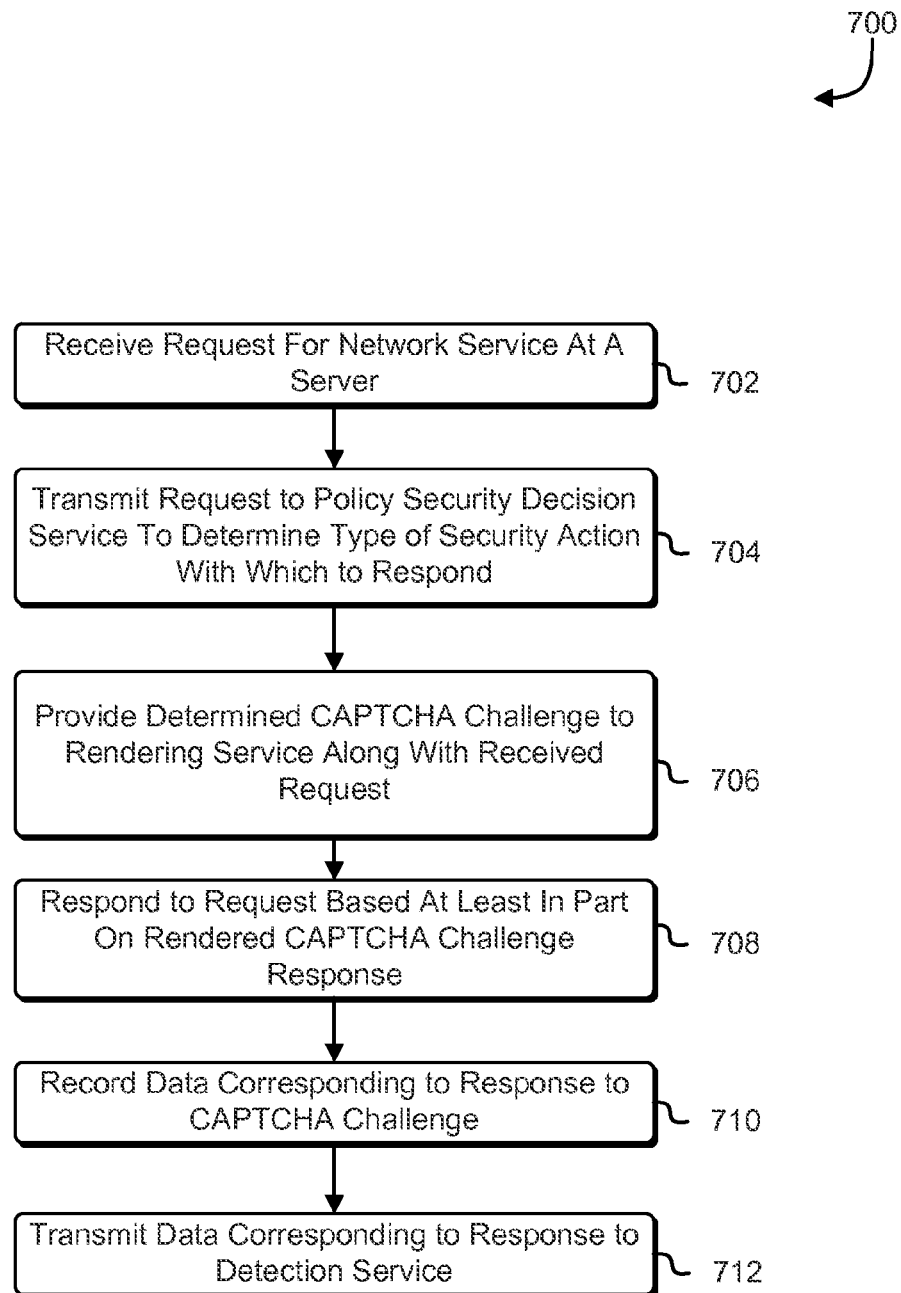 700
Receive Request For Network Service At A
Server
702
Transmit Request to Policy Security Decision
Service To Determine Type of Security Action
With Which to Respond
704
Provide Determined CAPTCHA Challenge to
Rendering Service Along With Received
Request
706
Respond to Request Based At Least In Part
On Rendered CAPTCHA Challenge
Response
708
Record Data Corresponding to Response to
CAPTCHA Challenge
710
Transmit Data Corresponding to Response to
Detection Service
712